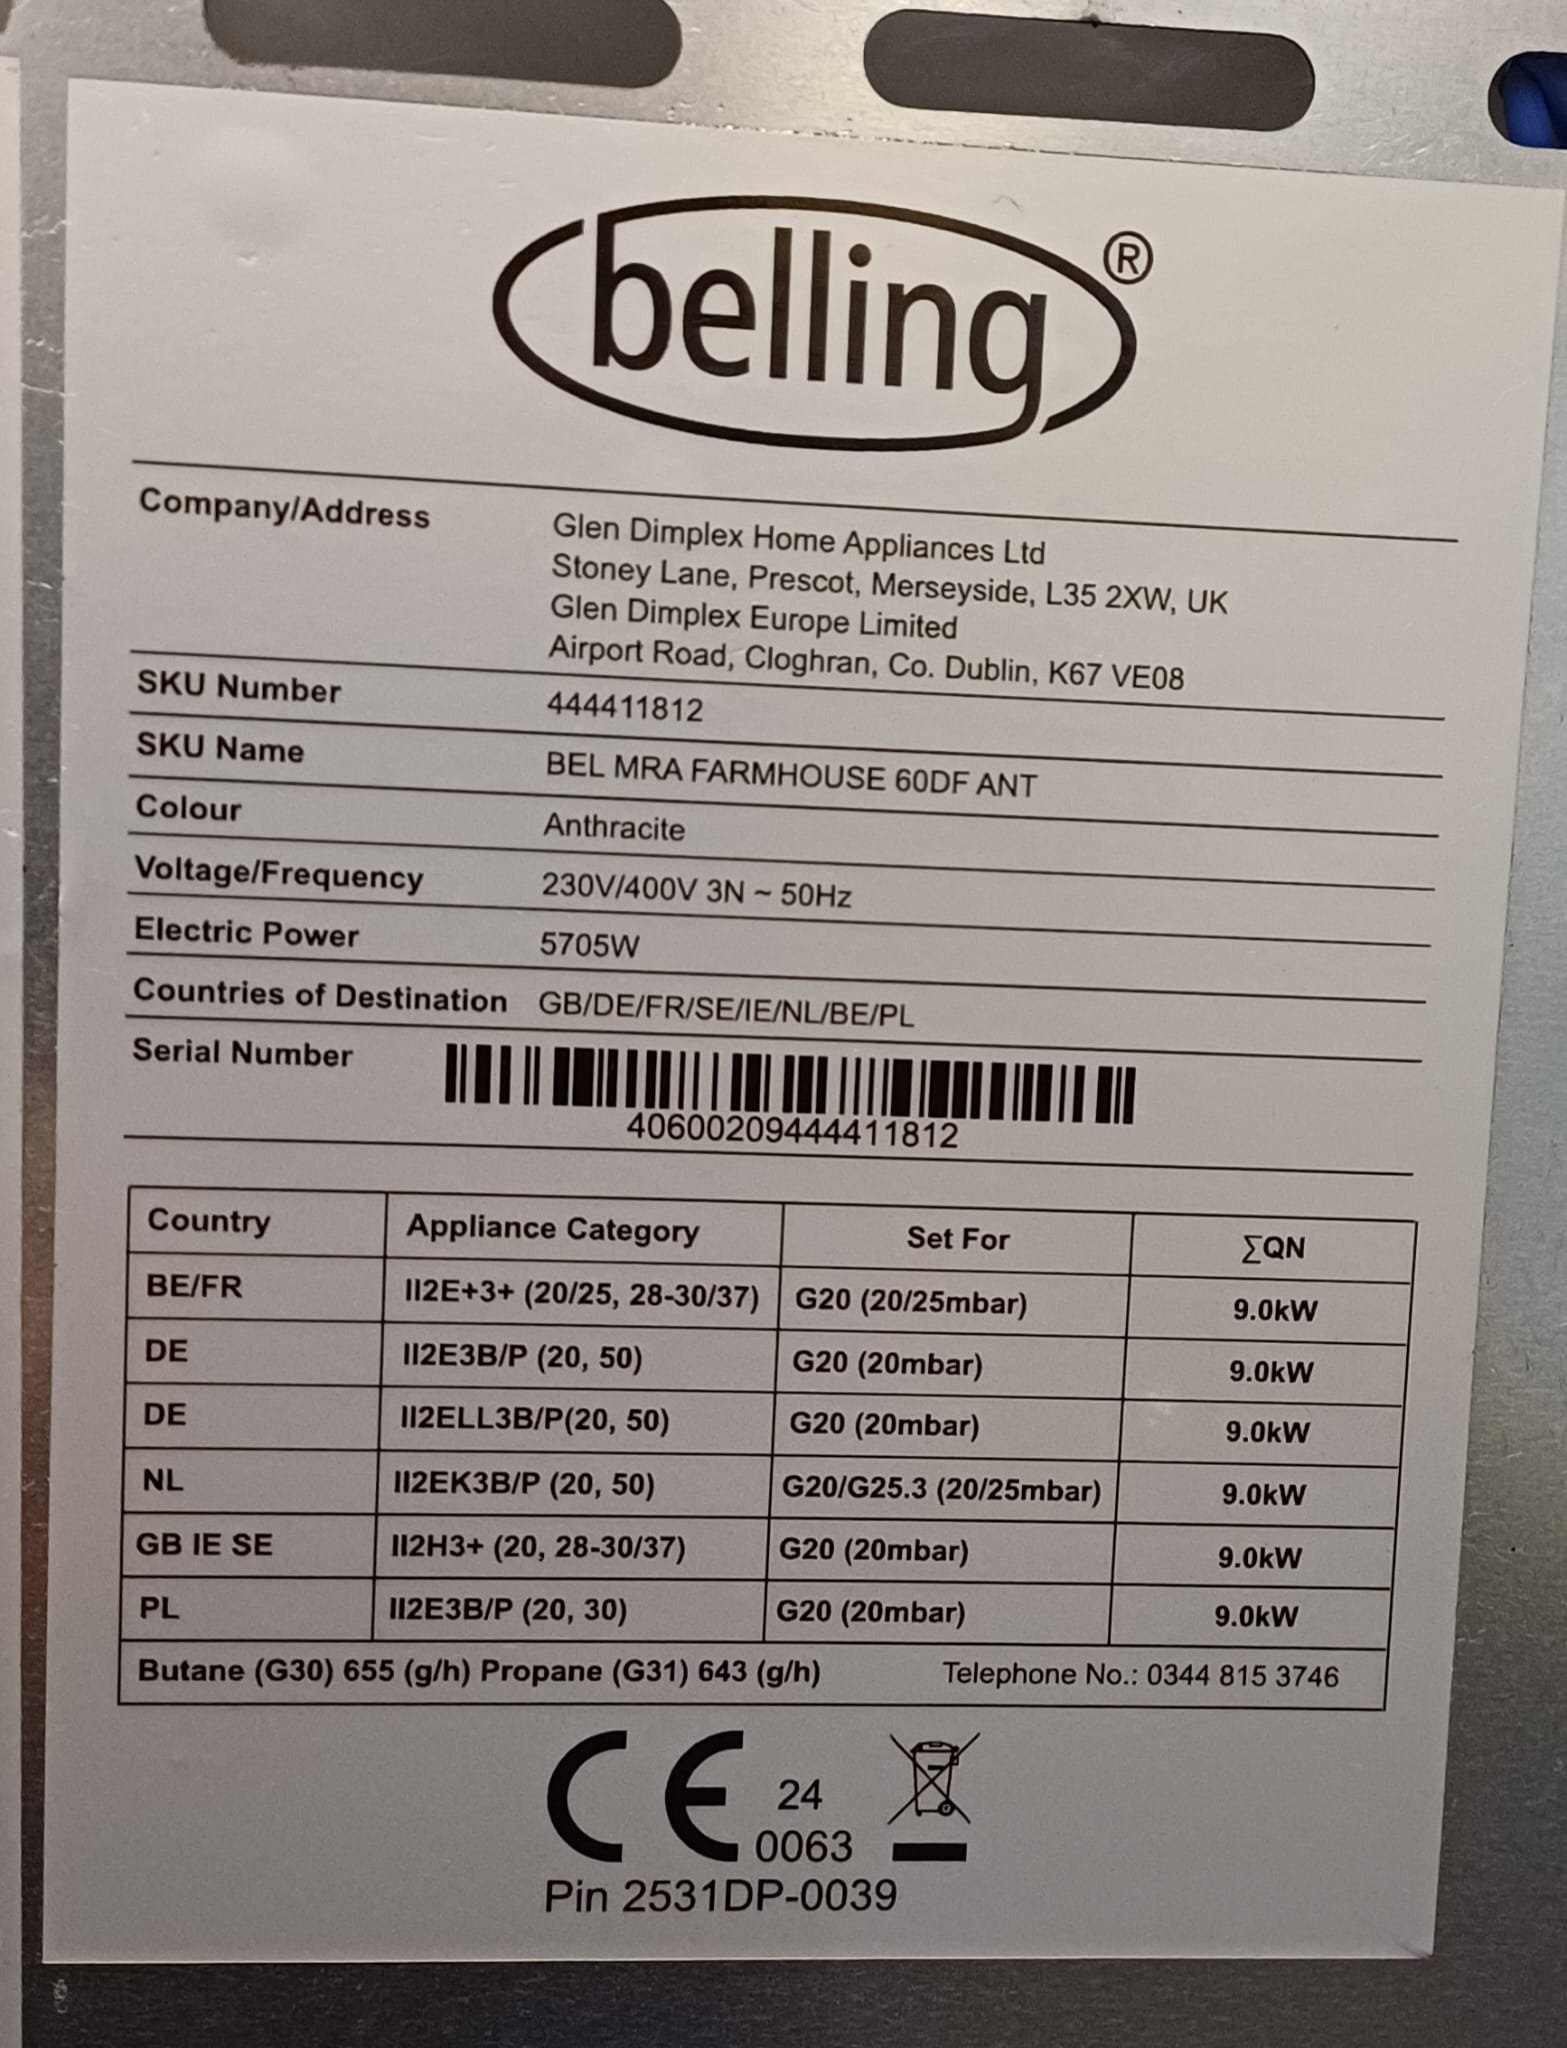 belling®
Company/Address Glen Dimplex Home Appliances Ltd
Stoney Lane, Prescot, Merseyside, L35 2XW, UK
Glen Dimplex Europe Limited
Airport Road, Cloghran, Co. Dublin, K67 VE08
SKU Number 444411812
SKU Name BEL MRA FARMHOUSE 60DF ANT
Colour Anthracite
Voltage/Frequency 230V/400V 3N ~ 50Hz
Electric Power 5705W
Countries of Destination GB/DE/FR/SE/IE/NL/BE/PL
Serial Number
40600209444411812
Country Appliance Category Set For ∑QN
BE/FR II2E+3+ (20/25, 28-30/37) G20 (20/25mbar) 9.0kW
DE II2E3B/P (20, 50) G20 (20mbar) 9.0kW
DE II2ELL3B/P(20, 50) G20 (20mbar) 9.0kW
NL II2EK3B/P (20, 50) G20/G25.3 (20/25mbar) 9.0kW
GB IE SE II2H3+ (20, 28-30/37) G20 (20mbar) 9.0kW
PL II2E3B/P (20, 30) G20 (20mbar) 9.0kW
Butane (G30) 655 (g/h) Propane (G31) 643 (g/h) Telephone No.: 0344 815 3746
CE 24
0063
Pin 2531DP-0039